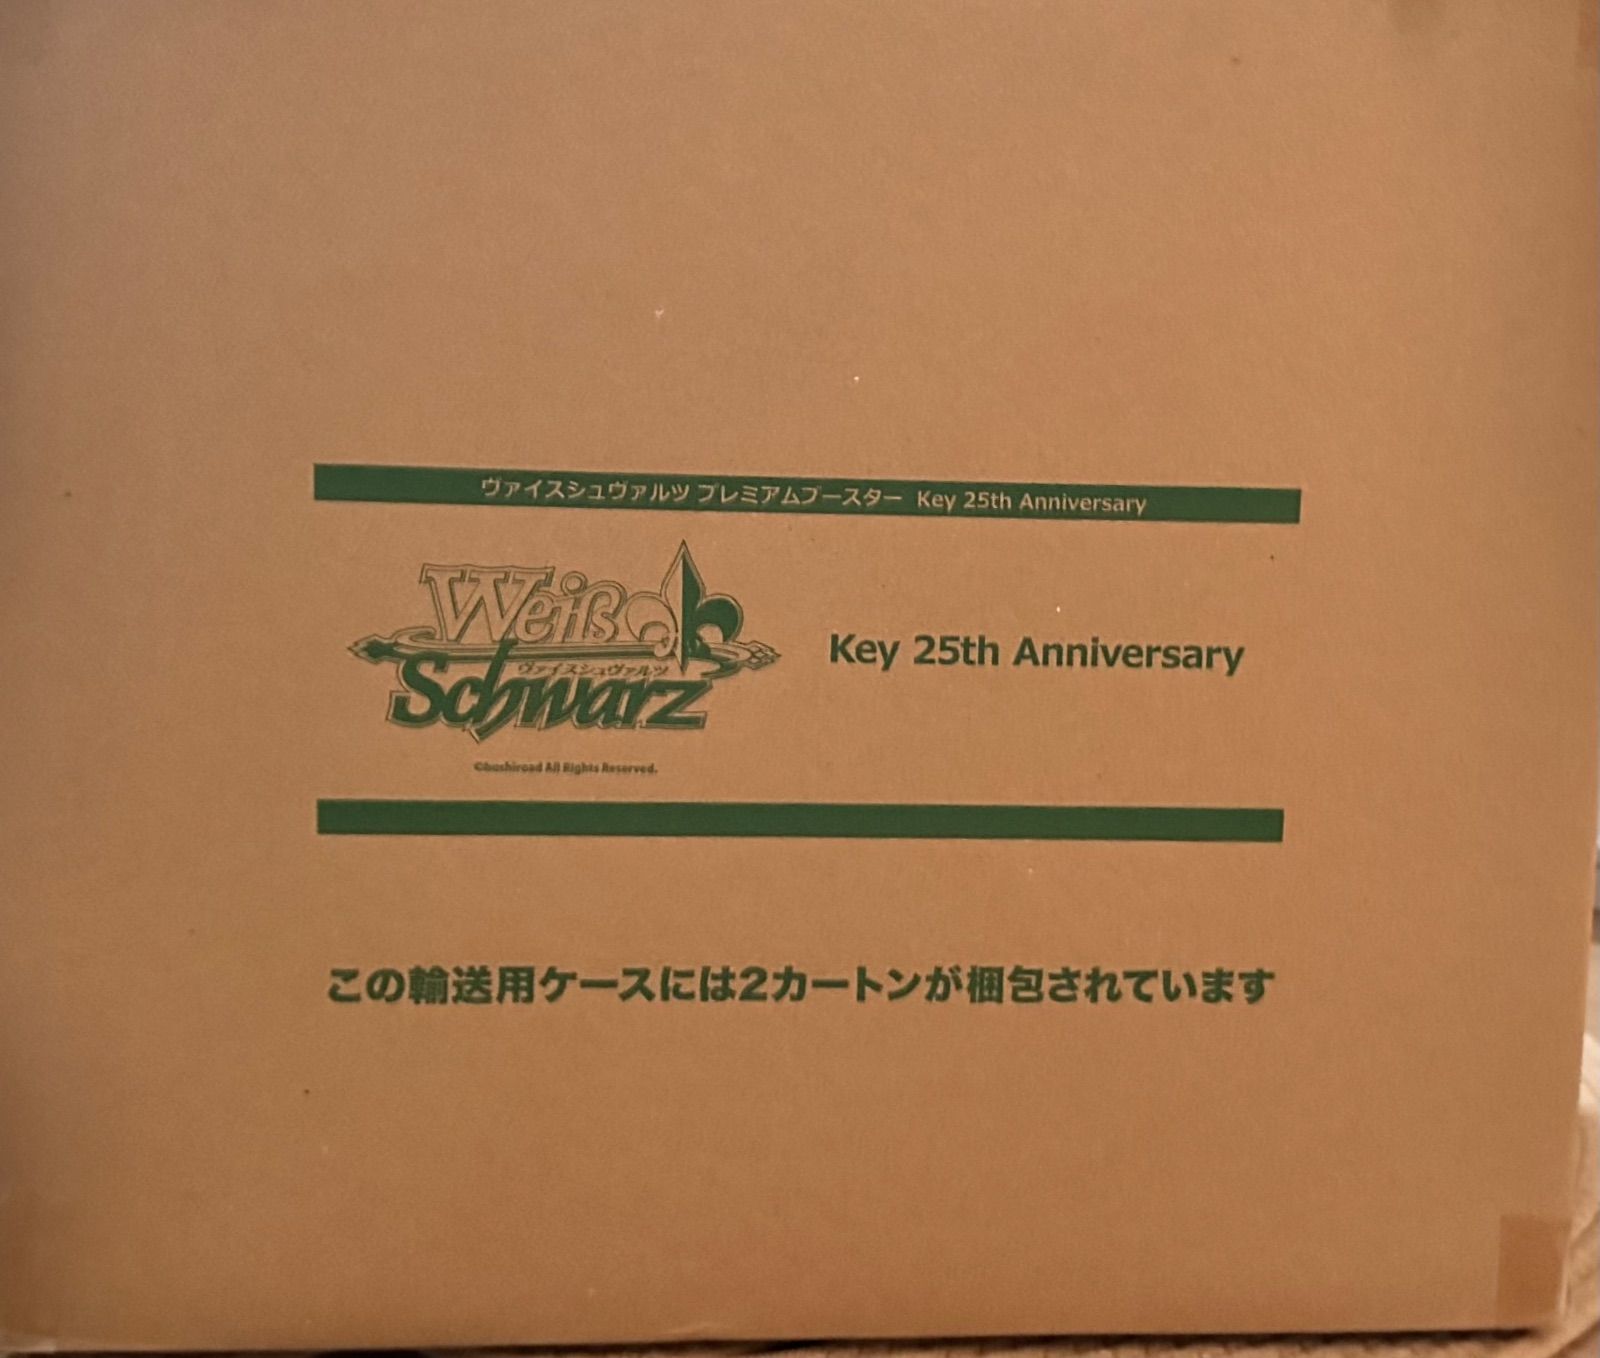 ヴァイスシュヴァルツ プレミアムブースター Key 25th Anniversary
Weiß
ヴァイスシュヴァルツ
Schwarz
Key 25th Anniversary
©bushiroad All Rights Reserved.
この輸送用ケースには2カートンが梱包されています